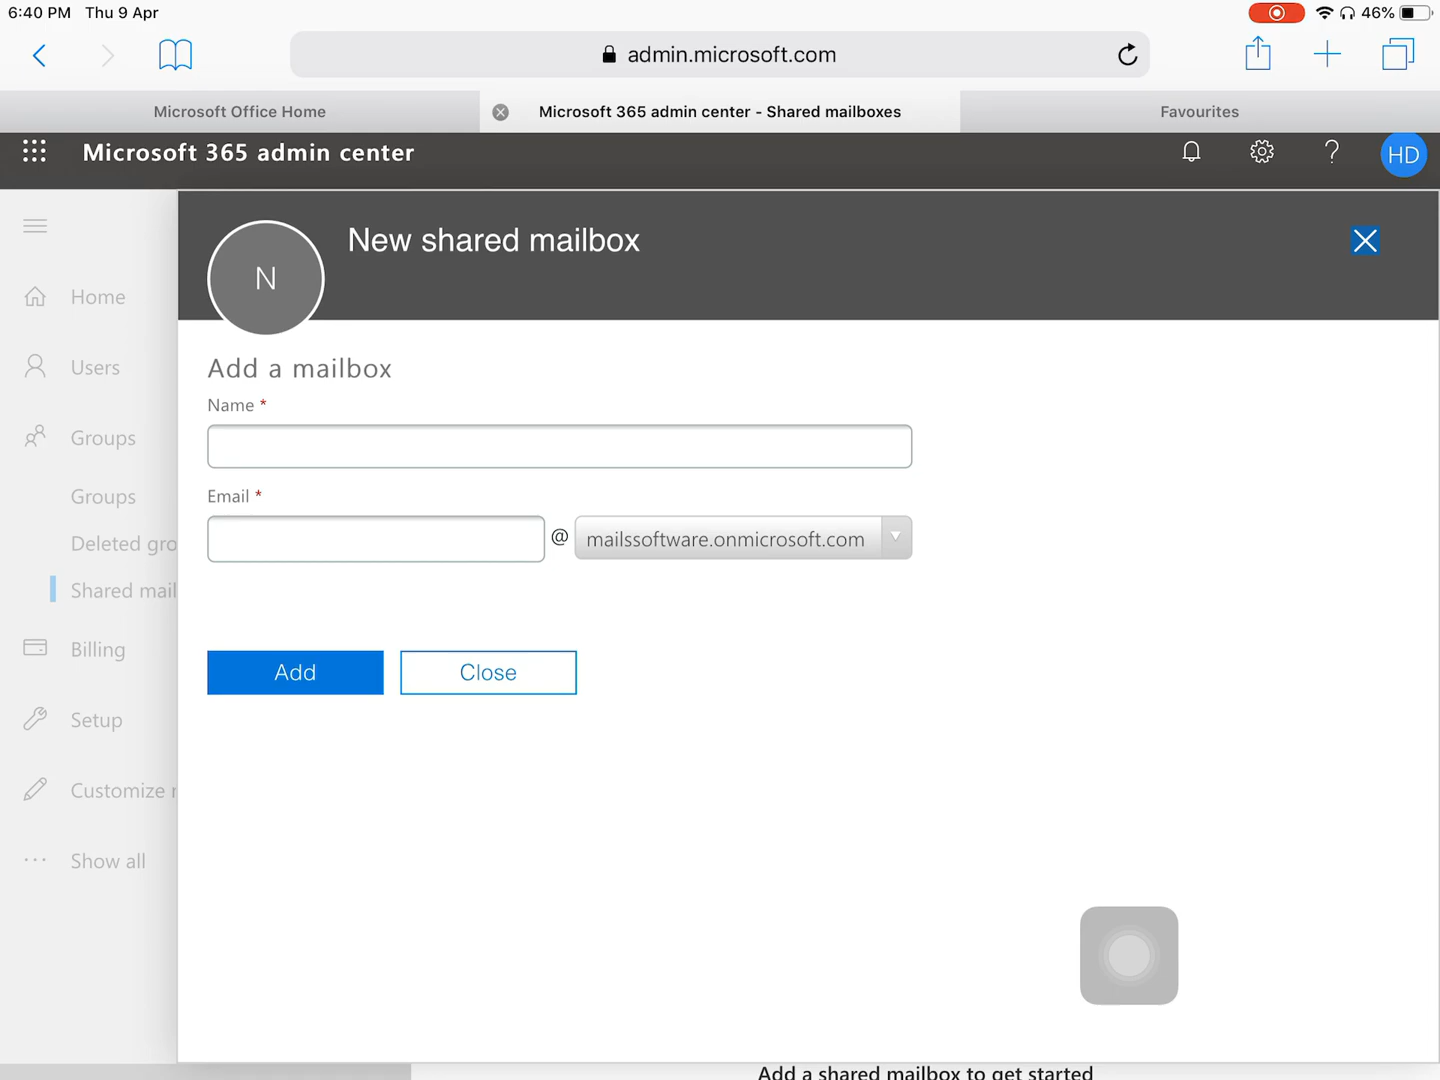 6:40 PM Thu 9 Apr
46%
admin.microsoft.com
Microsoft Office Home
Microsoft 365 admin center - Shared mailboxes
Favourites
Microsoft 365 admin center
?
HD
N
New shared mailbox
Home
Users
Groups
Groups
Deleted gro
Shared mail
Billing
Setup
Customize r
Show all
Add a mailbox
Name *
Email *
@ mailssoftware.onmicrosoft.com
Add Close
Add a shared mailbox to get started